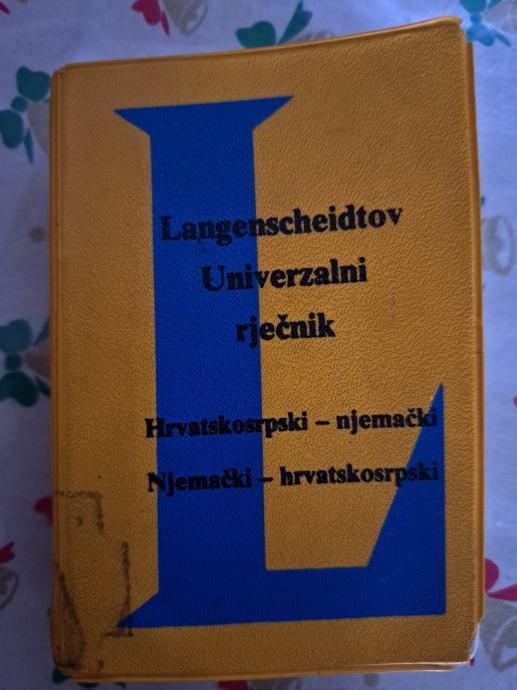 Langenscheidtov
Univerzalni
rječnik
Hrvatskosrpski – njemački
Njemački – hrvatskosrpski